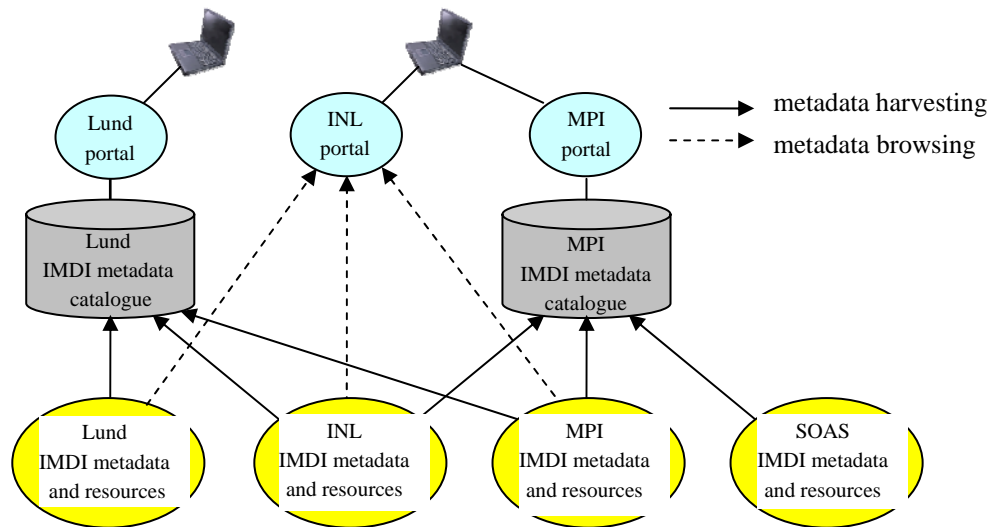 Lund
portal
INL
portal
MPI
portal
metadata harvesting
metadata browsing
Lund
IMDI metadata
catalogue
MPI
IMDI metadata
catalogue
Lund
IMDI metadata
and resources
INL
IMDI metadata
and resources
MPI
IMDI metadata
and resources
SOAS
IMDI metadata
and resources